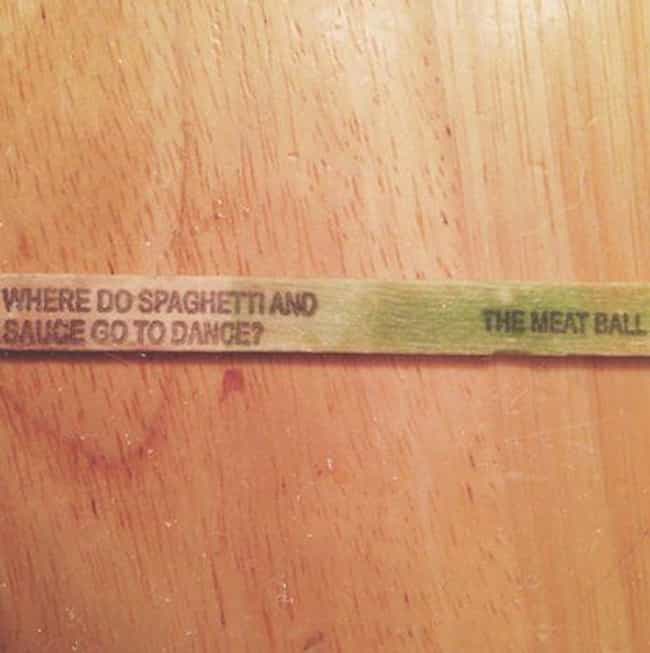 WHERE DO SPAGHETTI AND
SAUCE GO TO DANCE?
THE MEAT BALL